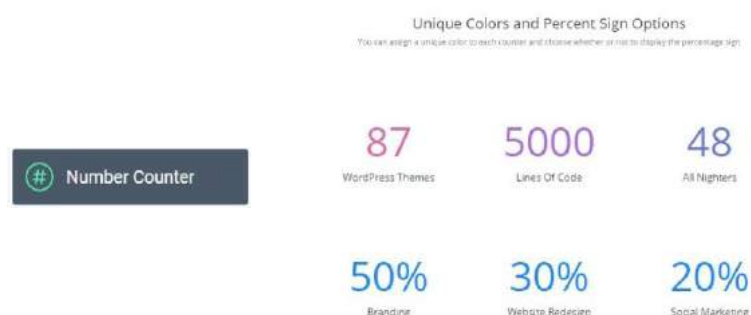 Unique Colors and Percent Sign Options
You can assign a unique color to each counter and choose whether or not to display the percentage sign
87 5000 48
WordPress Themes Lines Of Code All Nighters
# Number Counter
50% 30% 20%
Branding Website Redesign Social Marketing